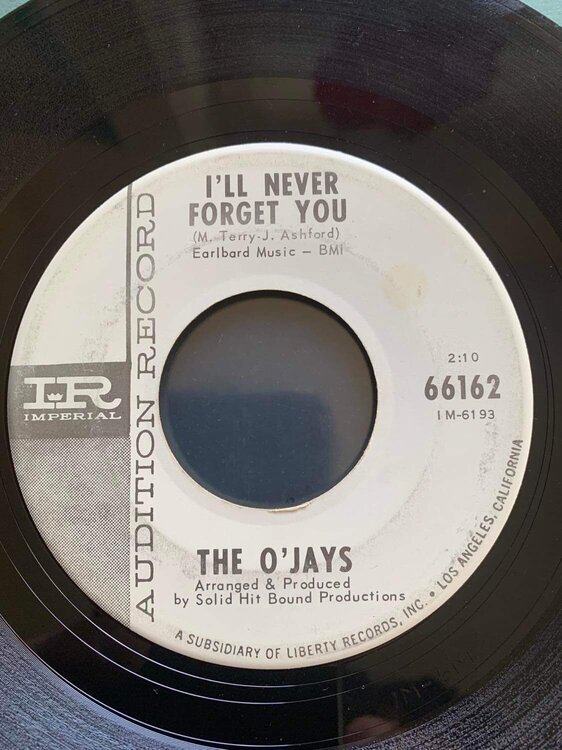 I'LL NEVER
FORGET YOU
(M. Terry-J. Ashford)
Earlbard Music – BMI
AUDITION RECORD
IR
IMPERIAL
2:10
66162
IM-6193
THE O'JAYS
Arranged & Produced
by Solid Hit Bound Productions
A SUBSIDIARY OF LIBERTY RECORDS, INC. • LOS ANGELES, CALIFORNIA